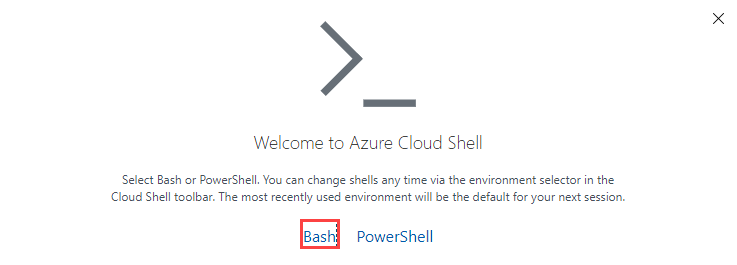 Welcome to Azure Cloud Shell
Select Bash or PowerShell. You can change shells any time via the environment selector in the
Cloud Shell toolbar. The most recently used environment will be the default for your next session.
Bash PowerShell